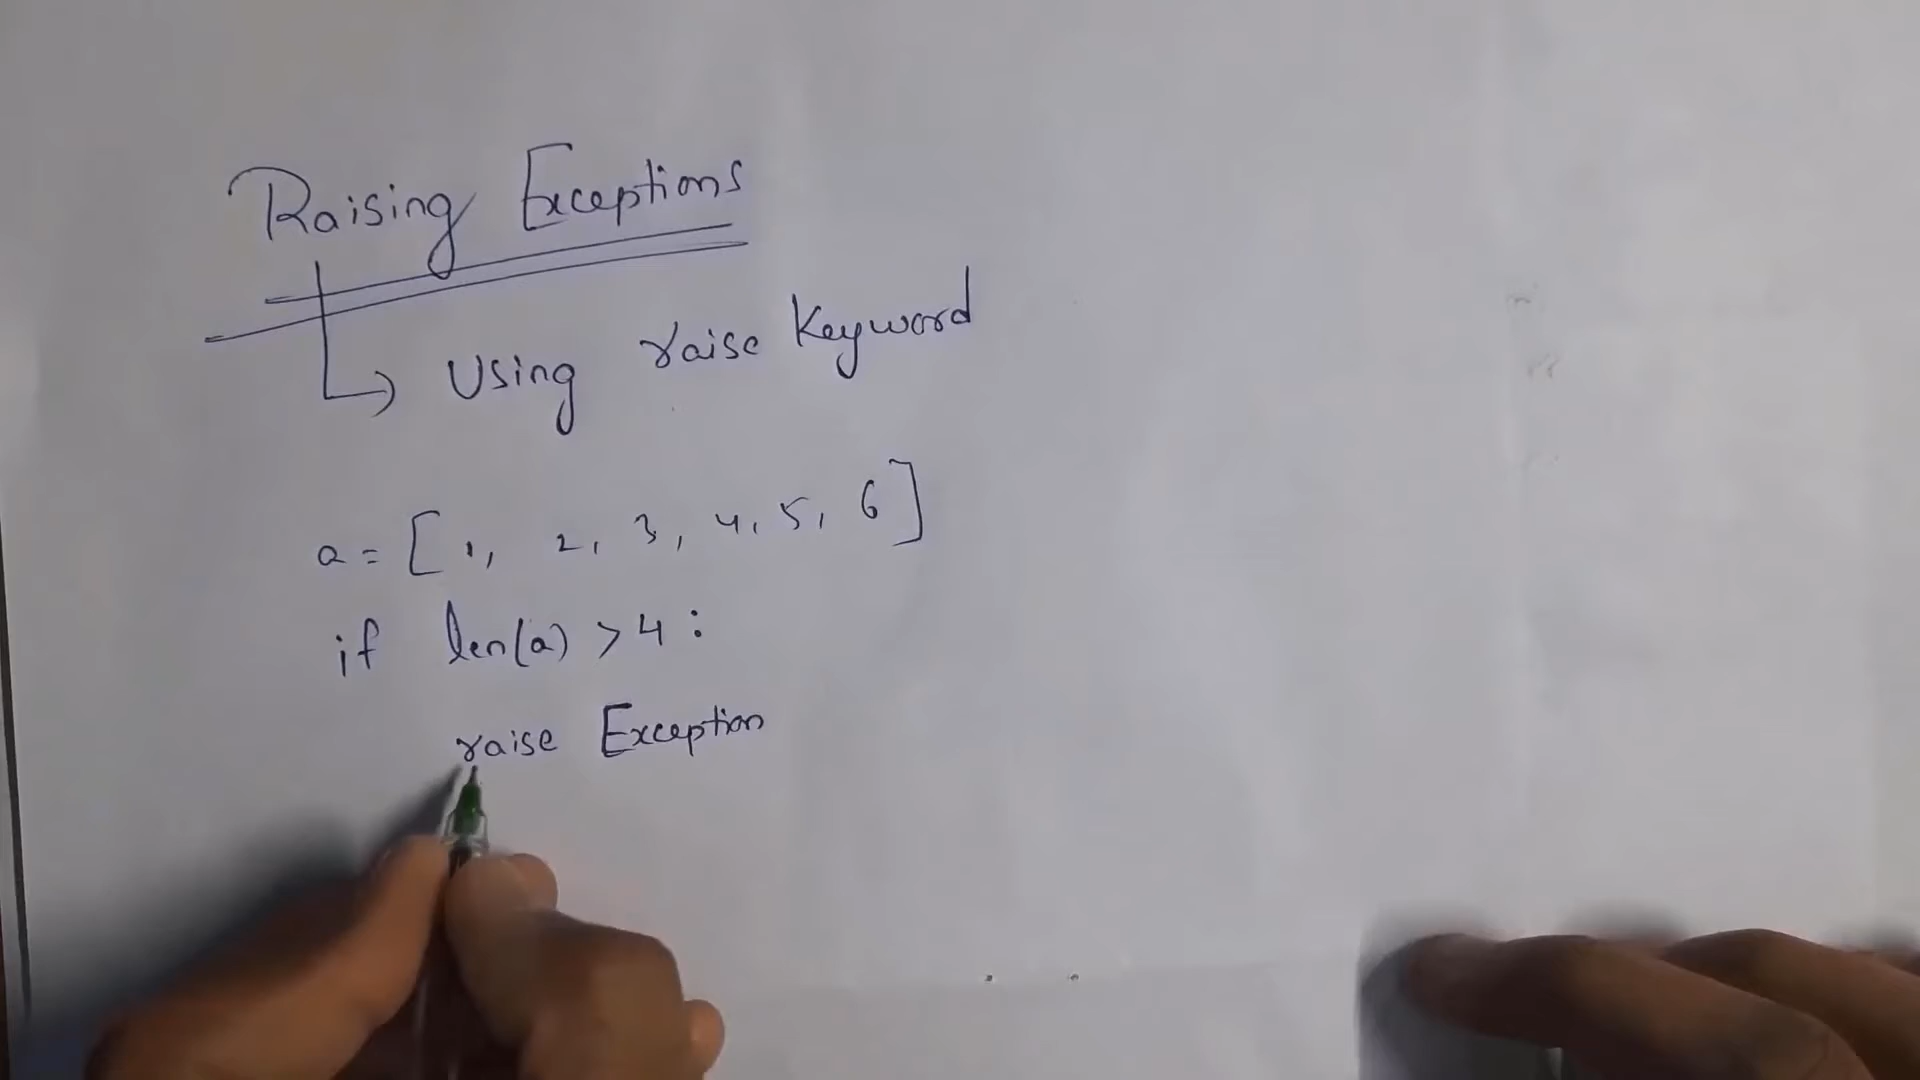 Raising Exceptions
Using raise Keyword
a = [1, 2, 3, 4, 5, 6]
if len(a) > 4 :
raise Exception